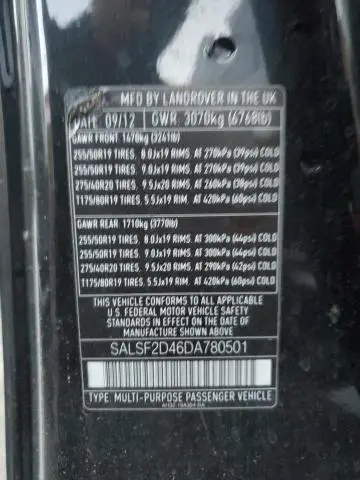 MFD BY LANDROVER IN THE UK
DATE 09/12 GWR 3070kg (6768lb)
GAWR FRONT 1470kg (3241lb)
255/50R19 TIRES, 8.0Jx19 RIMS, AT 270kPa (39psi) COLD
255/50R19 TIRES, 9.0Jx19 RIMS, AT 270kPa (39psi) COLD
275/40R20 TIRES, 9.5Jx20 RIMS, AT 260kPa (38psi) COLD
T175/80R19 TIRES, 5.5Jx19 RIM, AT 420kPa (60psi) COLD
GAWR REAR 1710kg (3770lb)
255/50R19 TIRES, 8.0Jx19 RIMS, AT 300kPa (44psi) COLD
255/50R19 TIRES, 9.0Jx19 RIMS, AT 300kPa (44psi) COLD
275/40R20 TIRES, 9.5Jx20 RIMS, AT 290kPa (42psi) COLD
T175/80R19 TIRES, 5.5Jx19 RIM, AT 420kPa (60psi) COLD
THIS VEHICLE CONFORMS TO ALL APPLICABLE
U.S. FEDERAL MOTOR VEHICLE SAFETY, BUMPER
AND THEFT PREVENTION STANDARDS IN EFFECT ON
THE DATE OF MANUFACTURE SHOWN ABOVE
SALSF2D46DA780501
TYPE: MULTI-PURPOSE PASSENGER VEHICLE